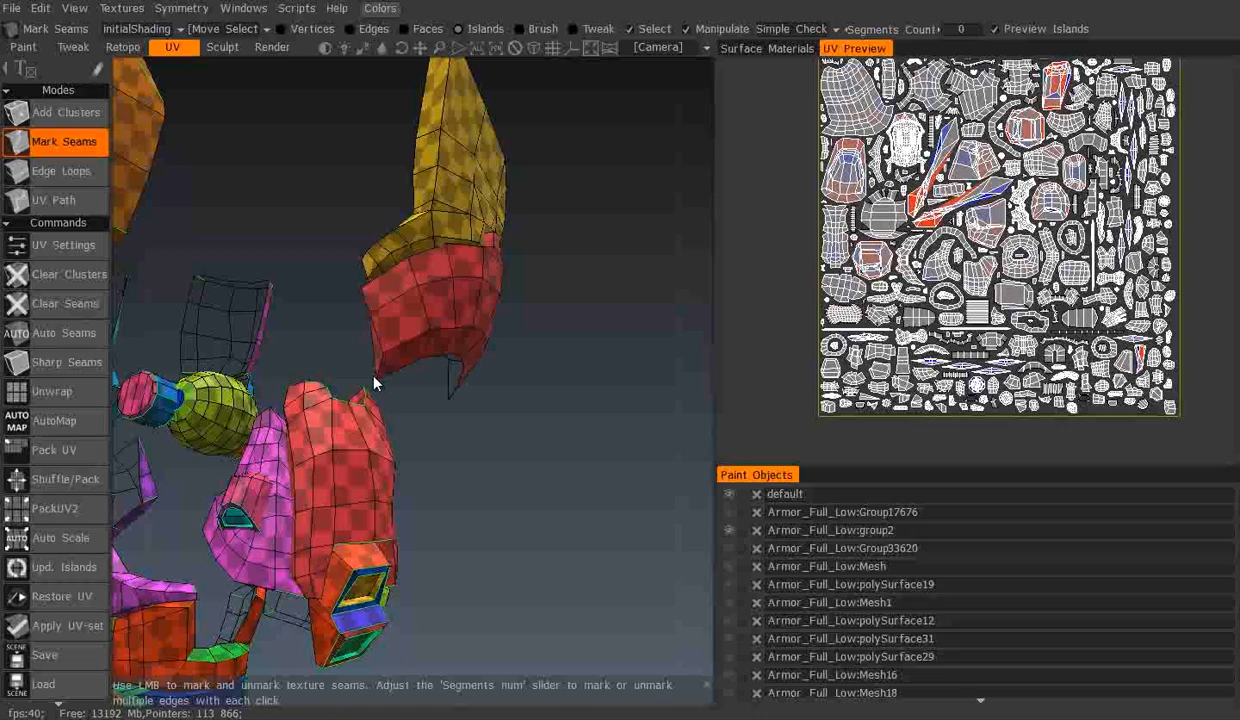 File Edit View Textures Symmetry Windows Scripts Help Colors
Mark Seams initialShading [Move Select] Vertices Edges Faces Islands Brush Tweak Select Manipulate Simple Check Segments Count 0 Preview Islands
Paint Tweak Retopo UV Sculpt Render [Camera] Surface Materials UV Preview
Modes
Add Clusters
Mark Seams
Edge Loops
UV Path
Commands
UV Settings
Clear Clusters
Clear Seams
AUTO Auto Seams
Sharp Seams
Unwrap
AUTO MAP AutoMap
Pack UV
Shuffle/Pack
PackUV2
AUTO Auto Scale
Upd. Islands
Restore UV
Apply UV-set
SCENE Save
SCENE Load
Paint Objects
default
Armor_Full_Low:Group17676
Armor_Full_Low:group2
Armor_Full_Low:Group33620
Armor_Full_Low:Mesh
Armor_Full_Low:polySurface19
Armor_Full_Low:Mesh1
Armor_Full_Low:polySurface12
Armor_Full_Low:polySurface31
Armor_Full_Low:polySurface29
Armor_Full_Low:Mesh16
Armor_Full_Low:Mesh18
Use LMB to mark and unmark texture seams. Adjust the 'Segments num' slider to mark or unmark
multiple edges with each click.
fps:40; Free: 13192 Mb,Pointers: 113 866;